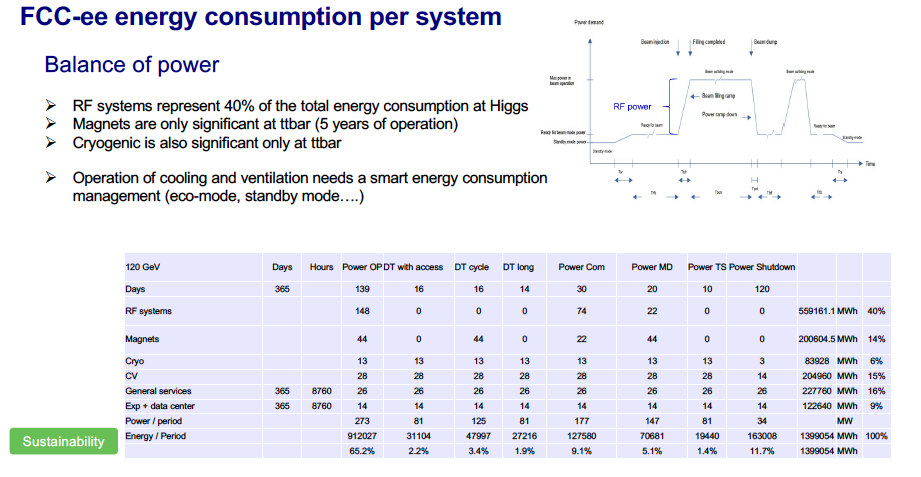 FCC-ee energy consumption per system
Balance of power
➢ RF systems represent 40% of the total energy consumption at Higgs
➢ Magnets are only significant at ttbar (5 years of operation)
➢ Cryogenic is also significant only at ttbar
➢ Operation of cooling and ventilation needs a smart energy consumption
management (eco-mode, standby mode….)
Power demand
Beam injection Filling completed Beam dump
Max power in
beam operation
Beam colliding mode Beam colliding mode
RF power
Beam filling ramp
Power ramp down
Ready for beam mode power
Ready for beam Ready for beam
Standby mode power
Standby mode
Standby mode
Time
120 GeV Days Hours Power OP DT with access DT cycle DT long Power Com Power MD Power TS Power Shutdown
Days 365 139 16 16 14 30 20 10 120
RF systems 148 0 0 0 74 22 0 0 559161.1 MWh 40%
Magnets 44 0 44 0 22 44 0 0 200604.5 MWh 14%
Cryo 13 13 13 13 13 13 13 3 83928 MWh 6%
CV 28 28 28 28 28 28 28 14 204960 MWh 15%
General services 365 8760 26 26 26 26 26 26 26 26 227760 MWh 16%
Exp + data center 365 8760 14 14 14 14 14 14 14 14 122640 MWh 9%
Power / period 273 81 125 81 177 147 81 34 MW
Energy / Period 912027 31104 47997 27216 127580 70681 19440 163008 1399054 MWh 100%
65.2% 2.2% 3.4% 1.9% 9.1% 5.1% 1.4% 11.7% 1399054 MWh
Sustainability